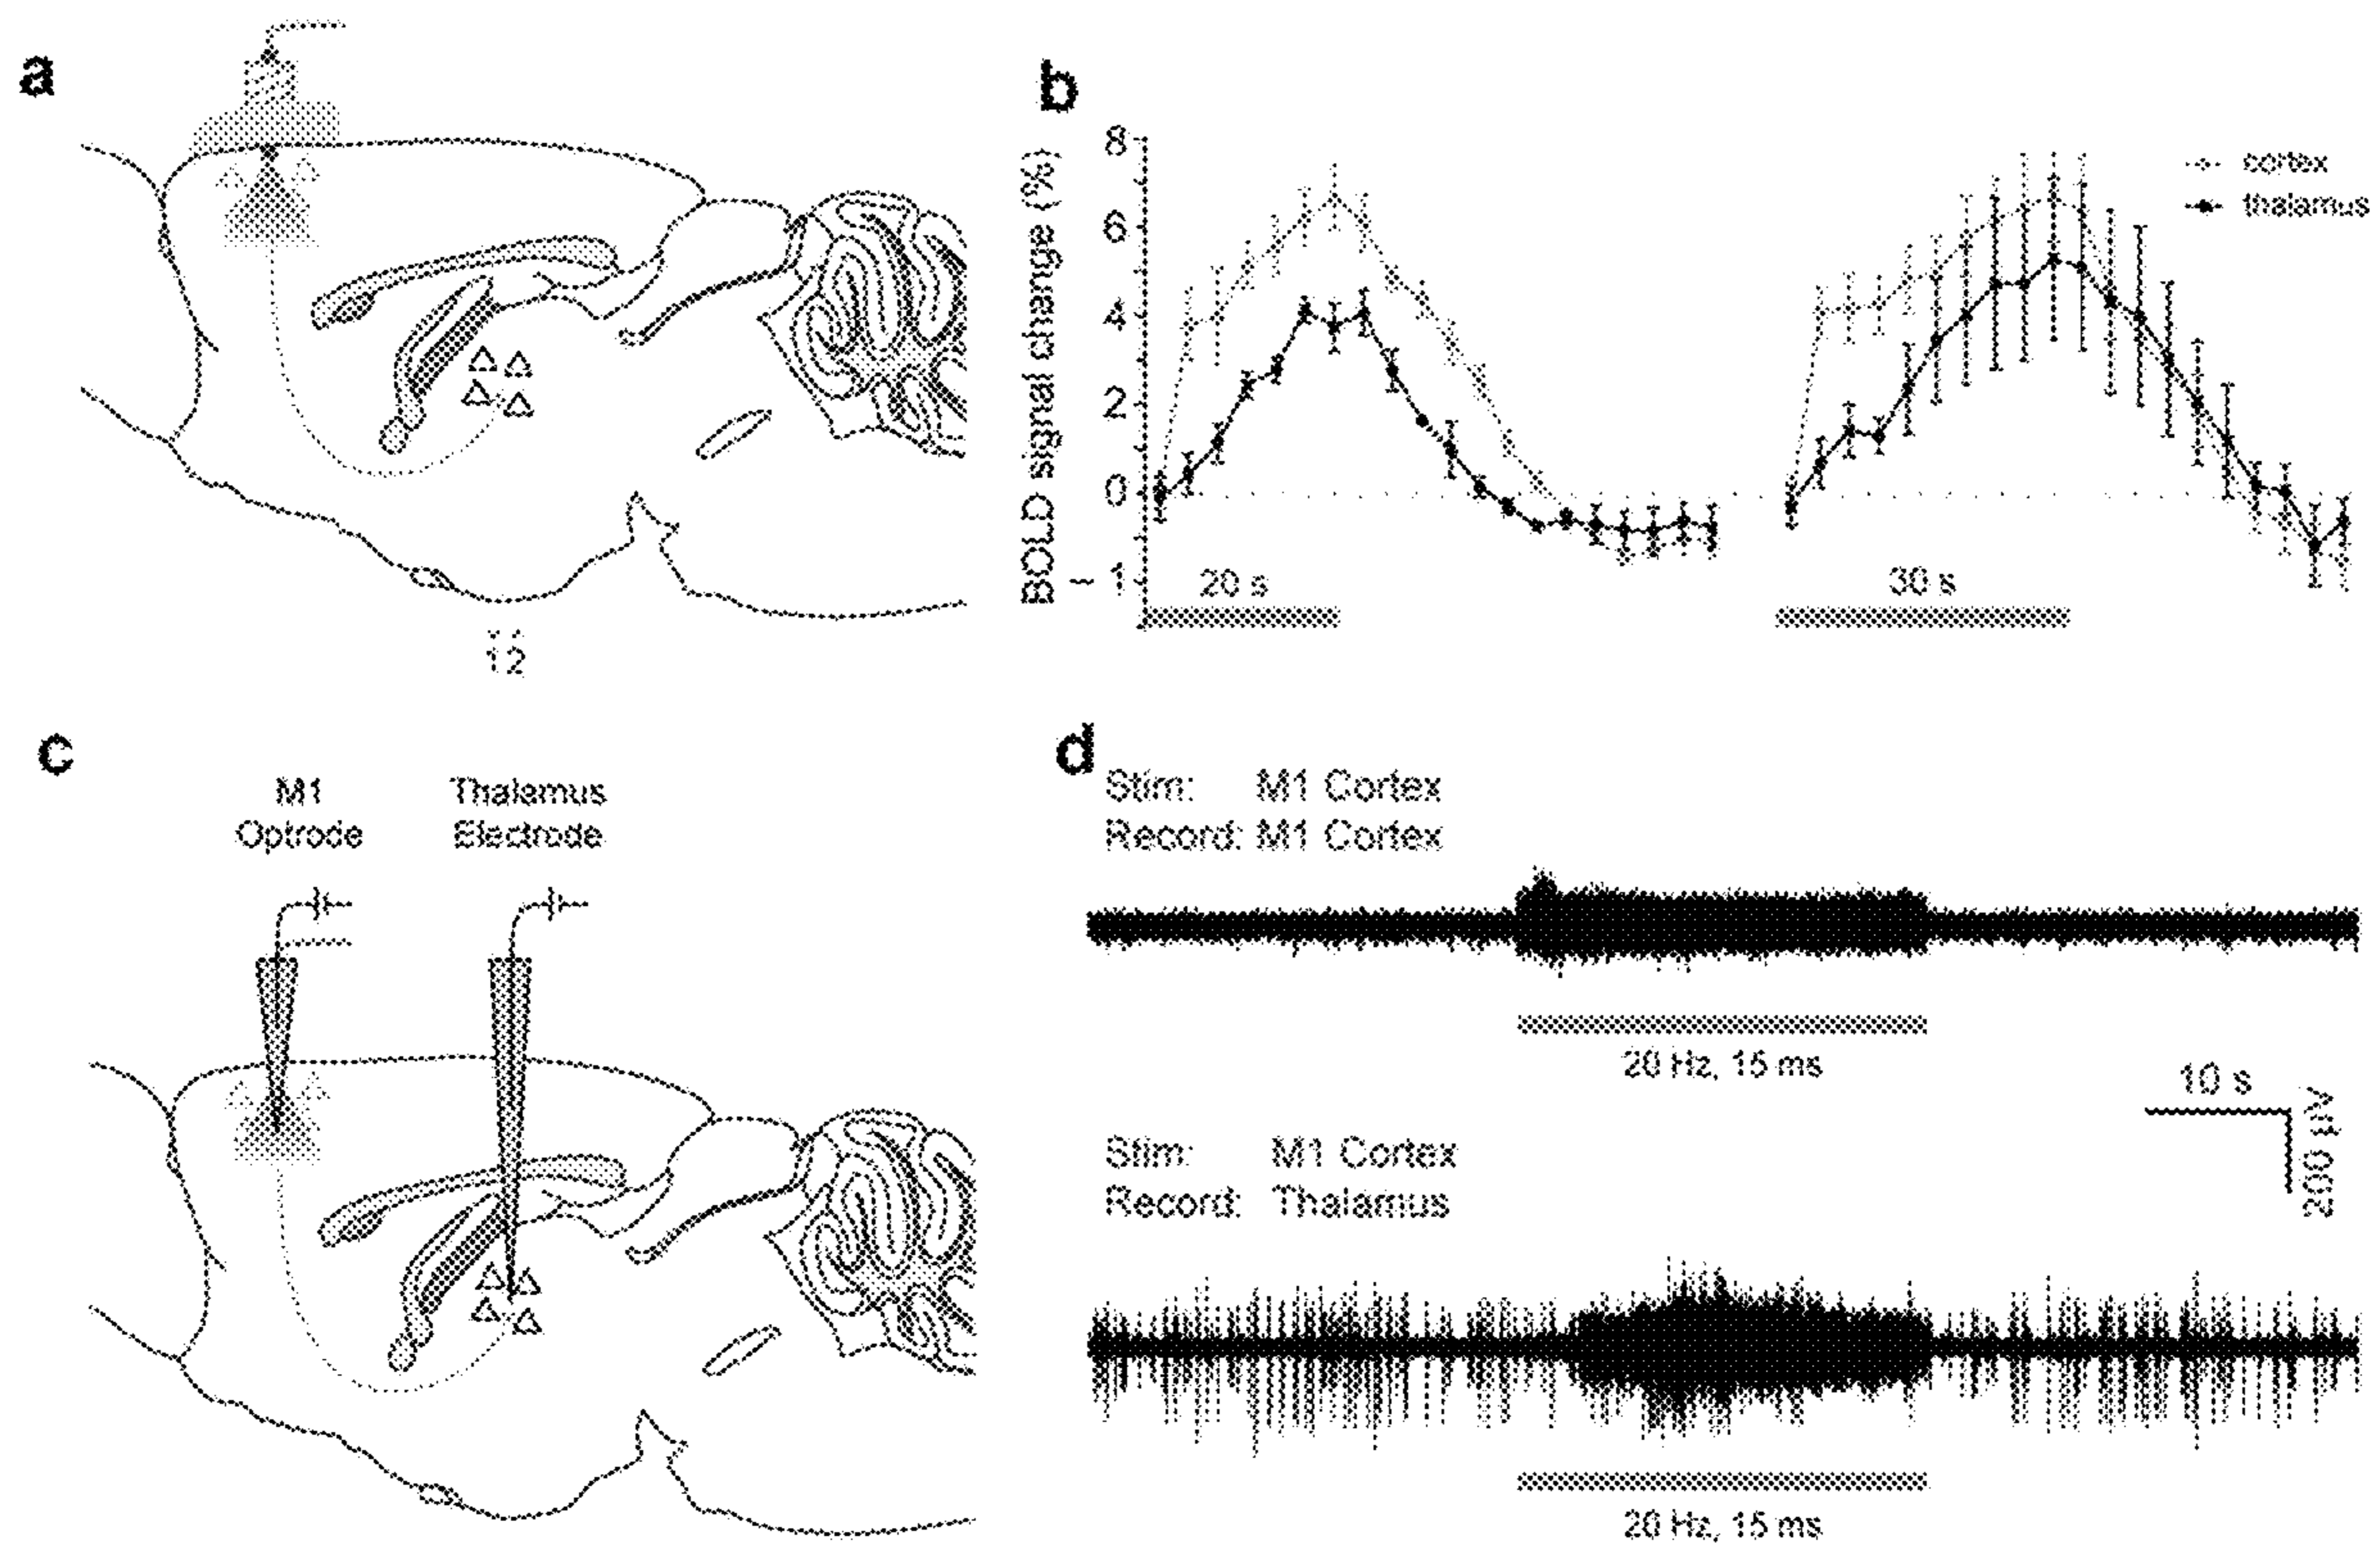 a
b
8
6
4
2
0
– 1
BOLD signal change (%)
cortex
thalamus
20 s
30 s
12
c
M1
Optrode
Thalamus
Electrode
d
Stim: M1 Cortex
Record: M1 Cortex
20 Hz, 15 ms
10 s
200 µV
Stim: M1 Cortex
Record: Thalamus
20 Hz, 15 ms